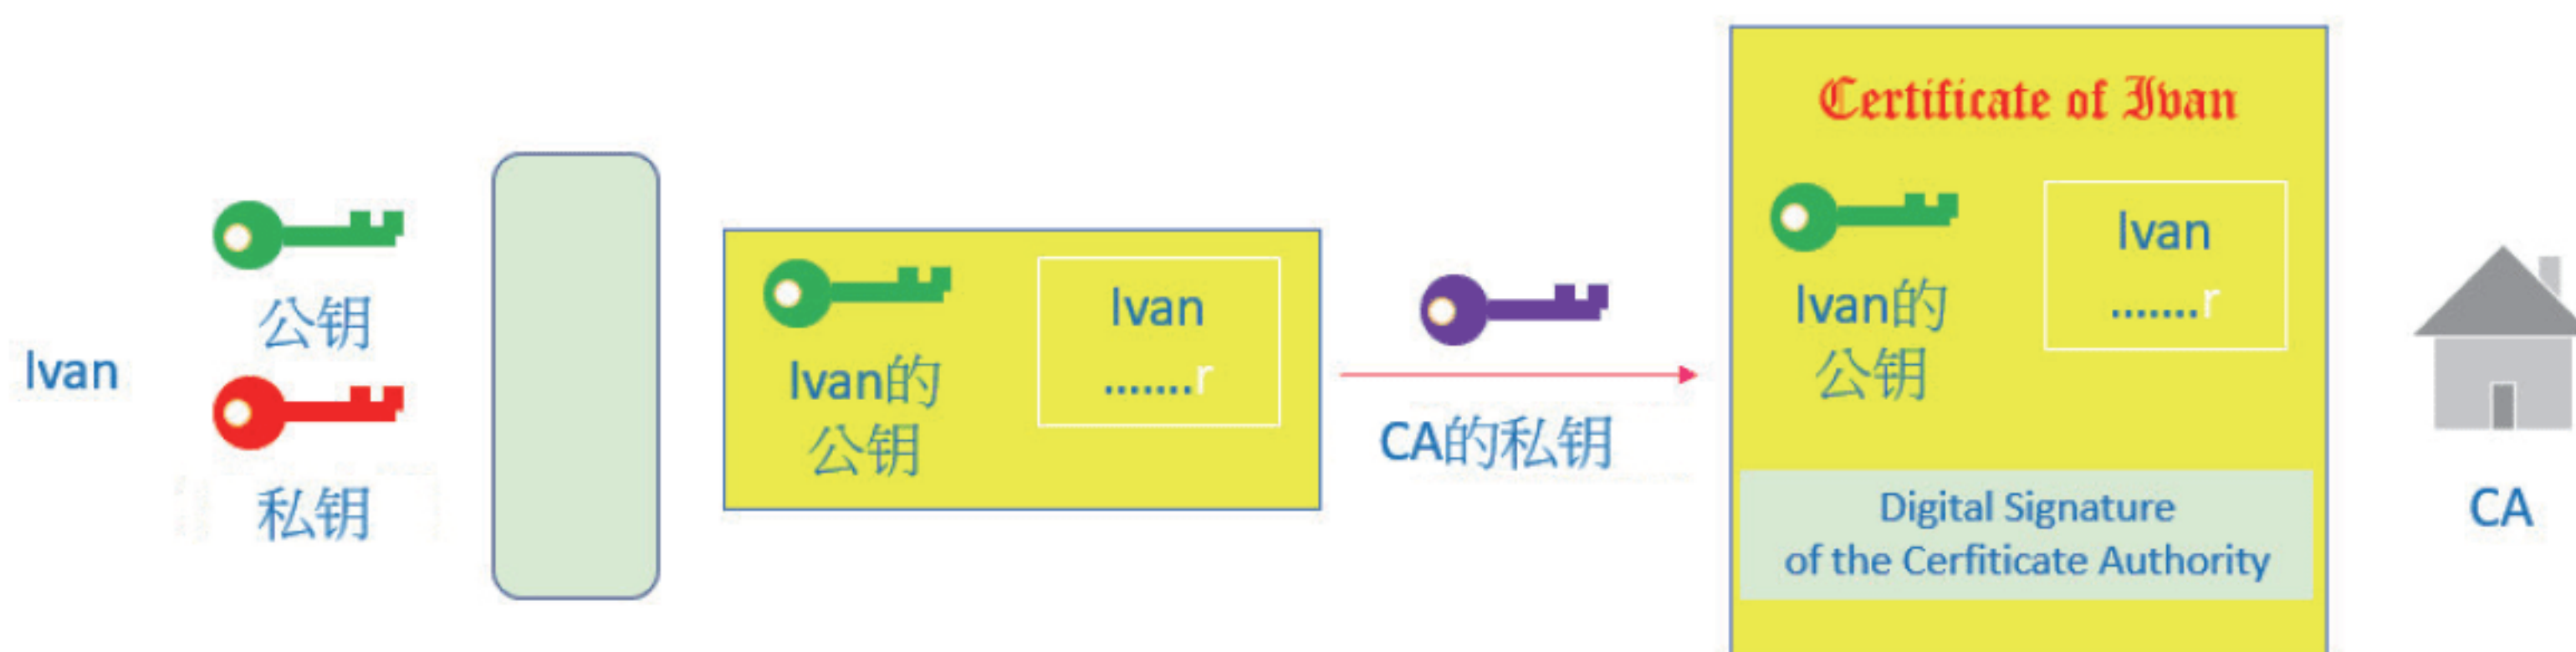 Ivan
公钥
私钥
Ivan的
公钥
Ivan
.......r
CA的私钥
Certificate of Ivan
Ivan的
公钥
Ivan
.......r
Digital Signature
of the Cerfiticate Authority
CA